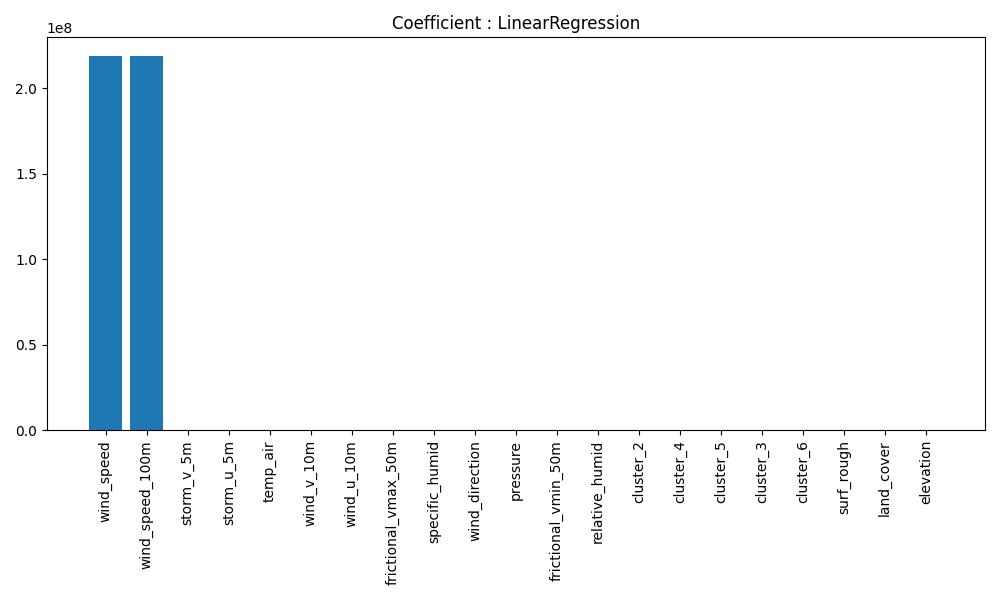 Coefficient : LinearRegression
1e8
2.0
1.5
1.0
0.5
0.0
wind_speed
wind_speed_100m
storm_v_5m
storm_u_5m
temp_air
wind_v_10m
wind_u_10m
frictional_vmax_50m
specific_humid
wind_direction
pressure
frictional_vmin_50m
relative_humid
cluster_2
cluster_4
cluster_5
cluster_3
cluster_6
surf_rough
land_cover
elevation